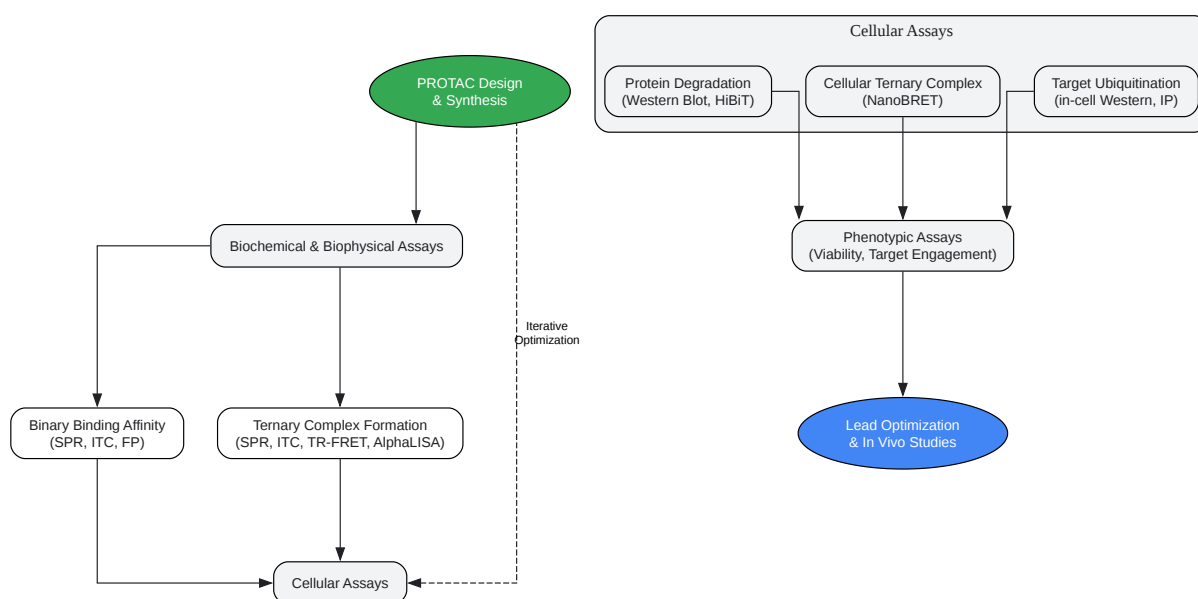 PROTAC Design
& Synthesis
Biochemical & Biophysical Assays
Iterative
Optimization
Binary Binding Affinity
(SPR, ITC, FP)
Ternary Complex Formation
(SPR, ITC, TR-FRET, AlphaLISA)
Cellular Assays
Cellular Assays
Protein Degradation
(Western Blot, HiBiT)
Cellular Ternary Complex
(NanoBRET)
Target Ubiquitination
(in-cell Western, IP)
Phenotypic Assays
(Viability, Target Engagement)
Lead Optimization
& In Vivo Studies